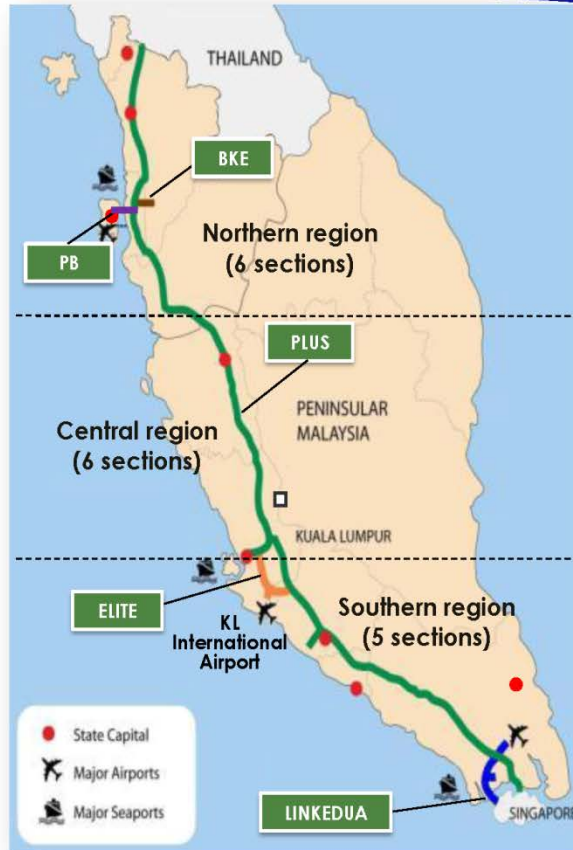 THAILAND
BKE
Northern region
(6 sections)
PB
PLUS
PENINSULAR
MALAYSIA
Central region
(6 sections)
KUALA LUMPUR
ELITE
KL
International
Airport
Southern region
(5 sections)
State Capital
Major Airports
Major Seaports
LINKEDUA
SINGAPORE